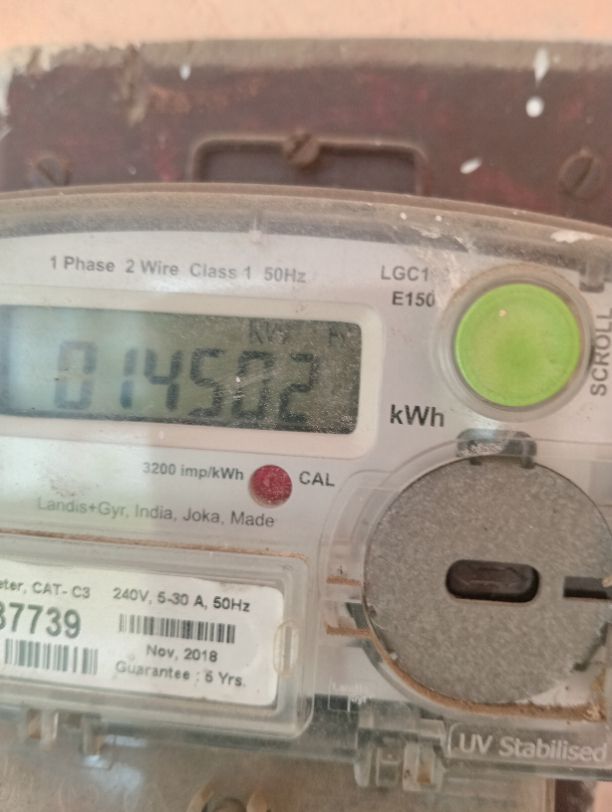 1 Phase 2 Wire Class 1 50Hz
LGC1
E150
SCROLL
KW H
014502
kWh
3200 imp/kWh
CAL
Landis+Gyr, India, Joka, Made
eter, CAT- C3
240V, 5-30 A, 50Hz
37739
Nov, 2018
Guarantee : 5 Yrs.
UV Stabilised